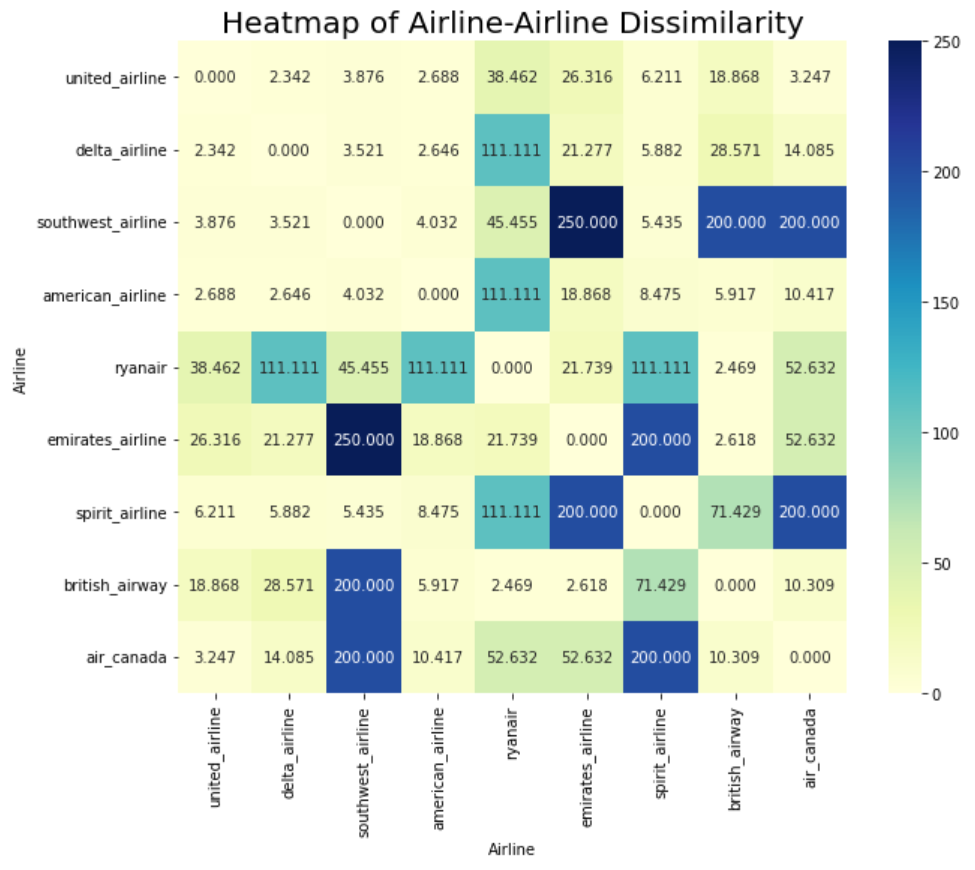 Heatmap of Airline-Airline Dissimilarity
united_airline 0.000 2.342 3.876 2.688 38.462 26.316 6.211 18.868 3.247
delta_airline 2.342 0.000 3.521 2.646 111.111 21.277 5.882 28.571 14.085
southwest_airline 3.876 3.521 0.000 4.032 45.455 250.000 5.435 200.000 200.000
american_airline 2.688 2.646 4.032 0.000 111.111 18.868 8.475 5.917 10.417
ryanair 38.462 111.111 45.455 111.111 0.000 21.739 111.111 2.469 52.632
emirates_airline 26.316 21.277 250.000 18.868 21.739 0.000 200.000 2.618 52.632
spirit_airline 6.211 5.882 5.435 8.475 111.111 200.000 0.000 71.429 200.000
british_airway 18.868 28.571 200.000 5.917 2.469 2.618 71.429 0.000 10.309
air_canada 3.247 14.085 200.000 10.417 52.632 52.632 200.000 10.309 0.000
Airline
united_airline
delta_airline
southwest_airline
american_airline
ryanair
emirates_airline
spirit_airline
british_airway
air_canada
Airline
250
200
150
100
50
0